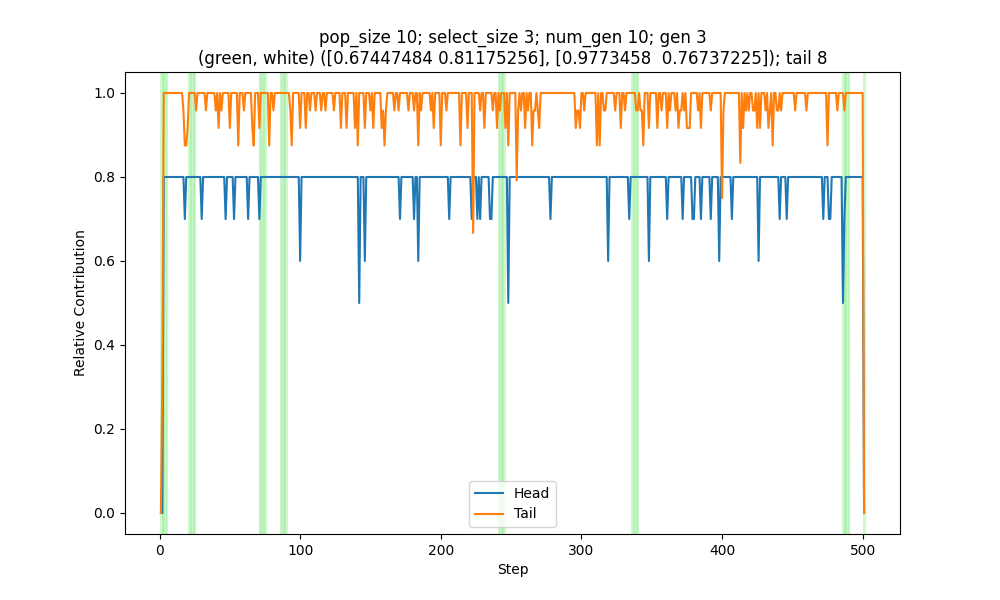 pop_size 10; select_size 3; num_gen 10; gen 3
(green, white) ([0.67447484 0.81175256], [0.9773458  0.76737225]); tail 8
1.0
0.8
0.6
0.4
0.2
0.0
Relative Contribution
0 100 200 300 400 500
Step
Head
Tail